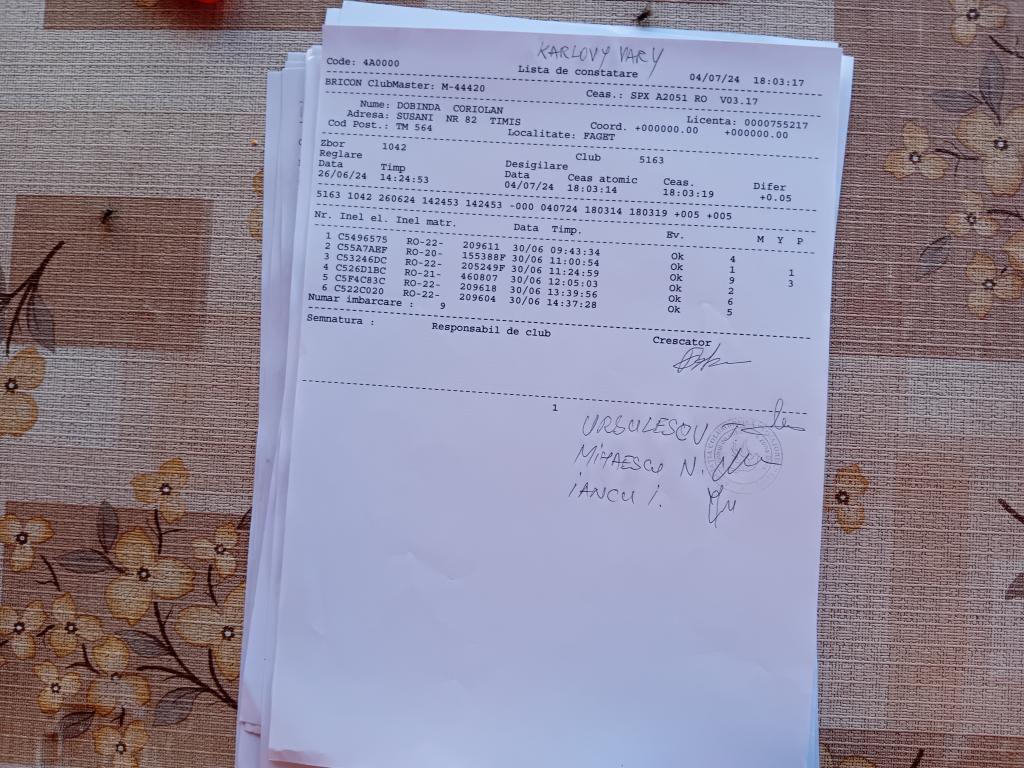 KARLOVY VARY
Code: 4A0000 Lista de constatare 04/07/24 18:03:17
BRICON ClubMaster: M-44420 Ceas.: SPX A2051 RO V03.17
Nume: DOBINDA CORIOLAN Licenta: 0000755217
Adresa: SUSANI NR 82 TIMIS Coord. +000000.00 +000000.00
Cod Post.: TM 564 Localitate: FAGET
Zbor 1042 Club 5163
Reglare Desigilare
Data Timp Data Ceas atomic Ceas. Difer
26/06/24 14:24:53 04/07/24 18:03:14 18:03:19 +0.05
5163 1042 260624 142453 142453 -000 040724 180314 180319 +005 +005
Nr. Inel el. Inel matr. Data Timp. Ev. M Y P
1 C5496575 RO-22- 209611 30/06 09:43:34 Ok 4
2 C55A7AEF RO-20- 155388F 30/06 11:00:54 Ok 1 1
3 C53246DC RO-22- 205249F 30/06 11:24:59 Ok 9 3
4 C526D1BC RO-21- 460807 30/06 12:05:03 Ok 2
5 C5F4C83C RO-22- 209618 30/06 13:39:56 Ok 6
6 C522C020 RO-22- 209604 30/06 14:37:28 Ok 5
Numar imbarcare : 9
Semnatura : Responsabil de club Crescator
1
URSULESCU
MIHAESCU N.
IANCU I.